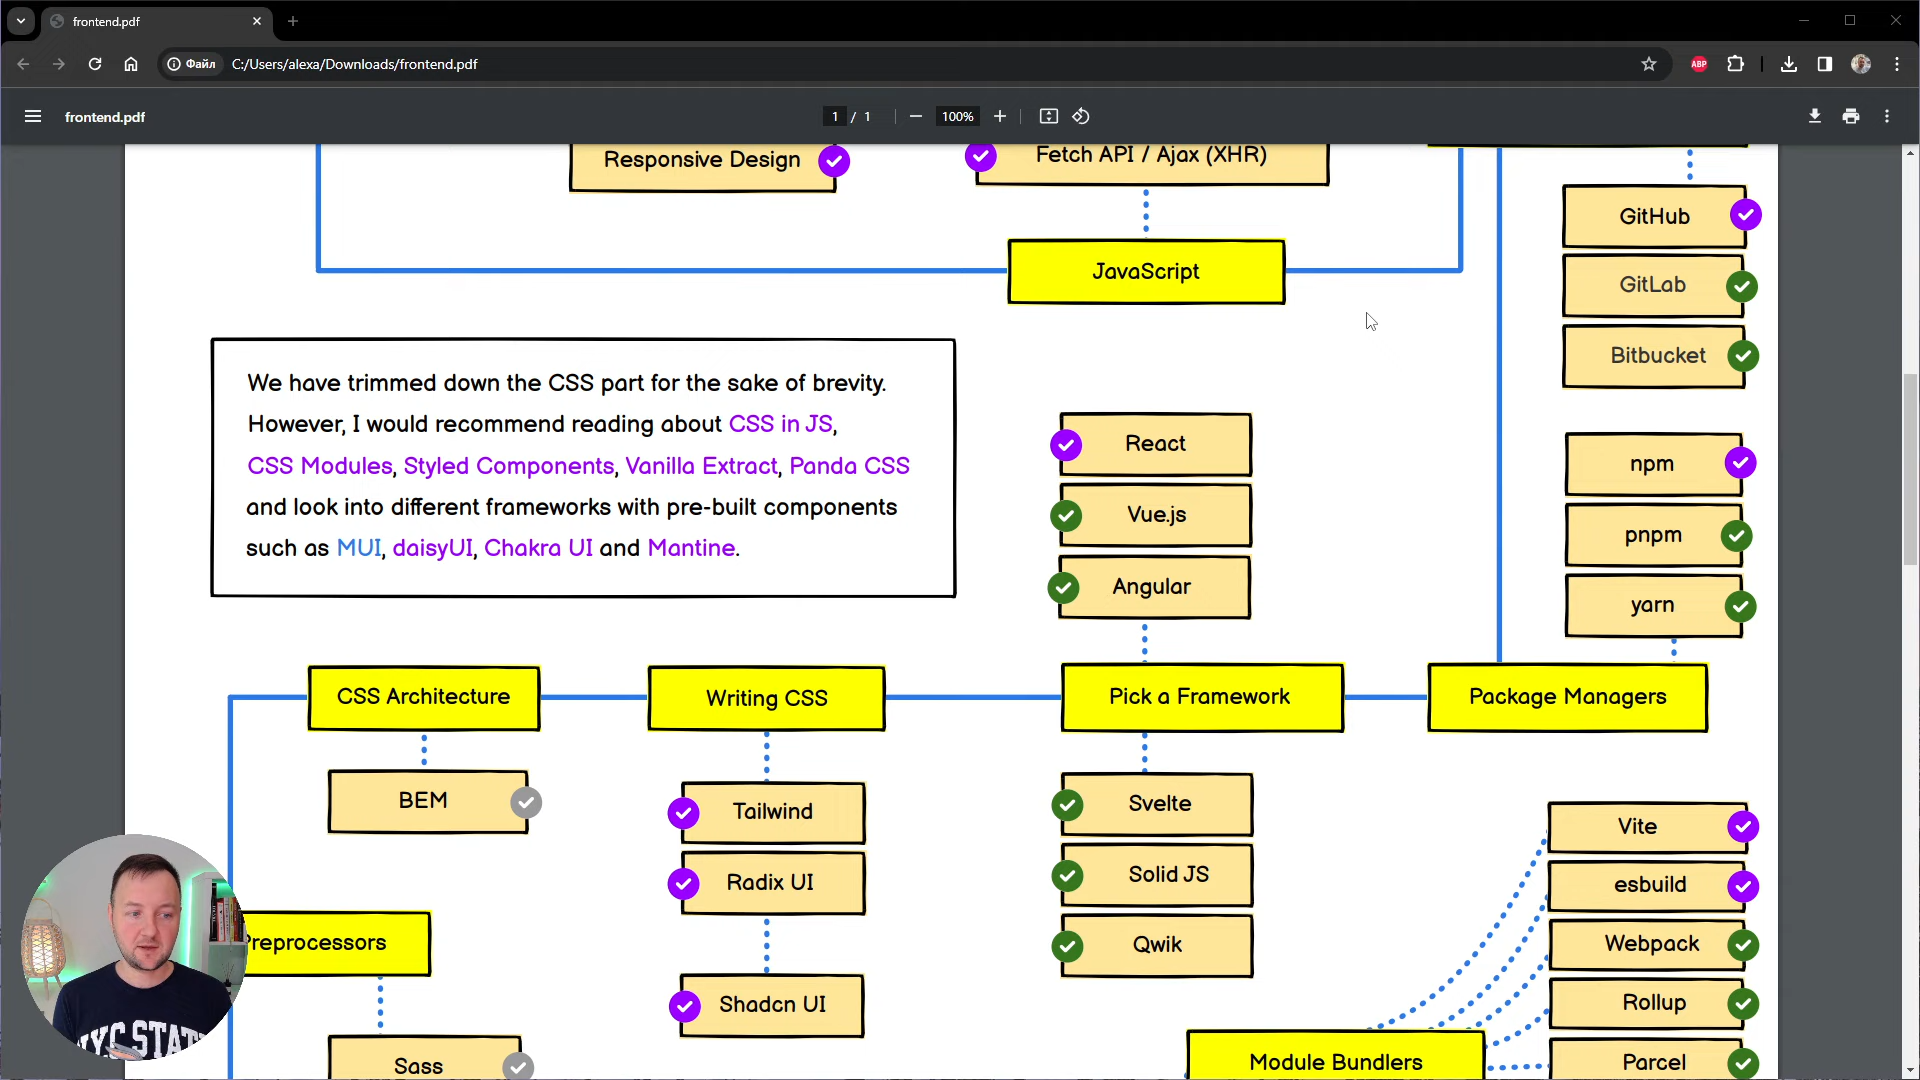 frontend.pdf
Файл
C:/Users/alexa/Downloads/frontend.pdf
ABP
frontend.pdf
1 / 1
100%
Responsive Design
Fetch API / Ajax (XHR)
JavaScript
GitHub
GitLab
Bitbucket
We have trimmed down the CSS part for the sake of brevity.
However, I would recommend reading about CSS in JS,
CSS Modules, Styled Components, Vanilla Extract, Panda CSS
and look into different frameworks with pre-built components
such as MUI, daisyUI, Chakra UI and Mantine.
React
Vue.js
Angular
npm
pnpm
yarn
CSS Architecture
Writing CSS
Pick a Framework
Package Managers
BEM
Tailwind
Radix UI
Shadcn UI
Svelte
Solid JS
Qwik
Vite
esbuild
Webpack
Rollup
Parcel
Preprocessors
Sass
Module Bundlers